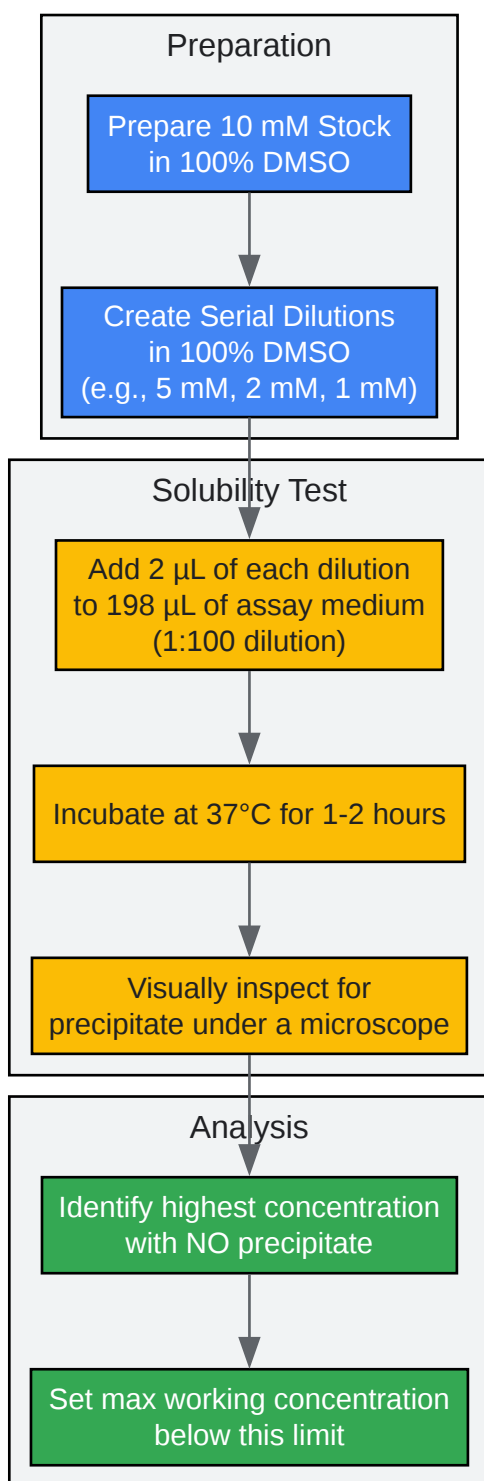 Preparation
Prepare 10 mM Stock
in 100% DMSO
Create Serial Dilutions
in 100% DMSO
(e.g., 5 mM, 2 mM, 1 mM)
Solubility Test
Add 2 µL of each dilution
to 198 µL of assay medium
(1:100 dilution)
Incubate at 37°C for 1-2 hours
Visually inspect for
precipitate under a microscope
Analysis
Identify highest concentration
with NO precipitate
Set max working concentration
below this limit